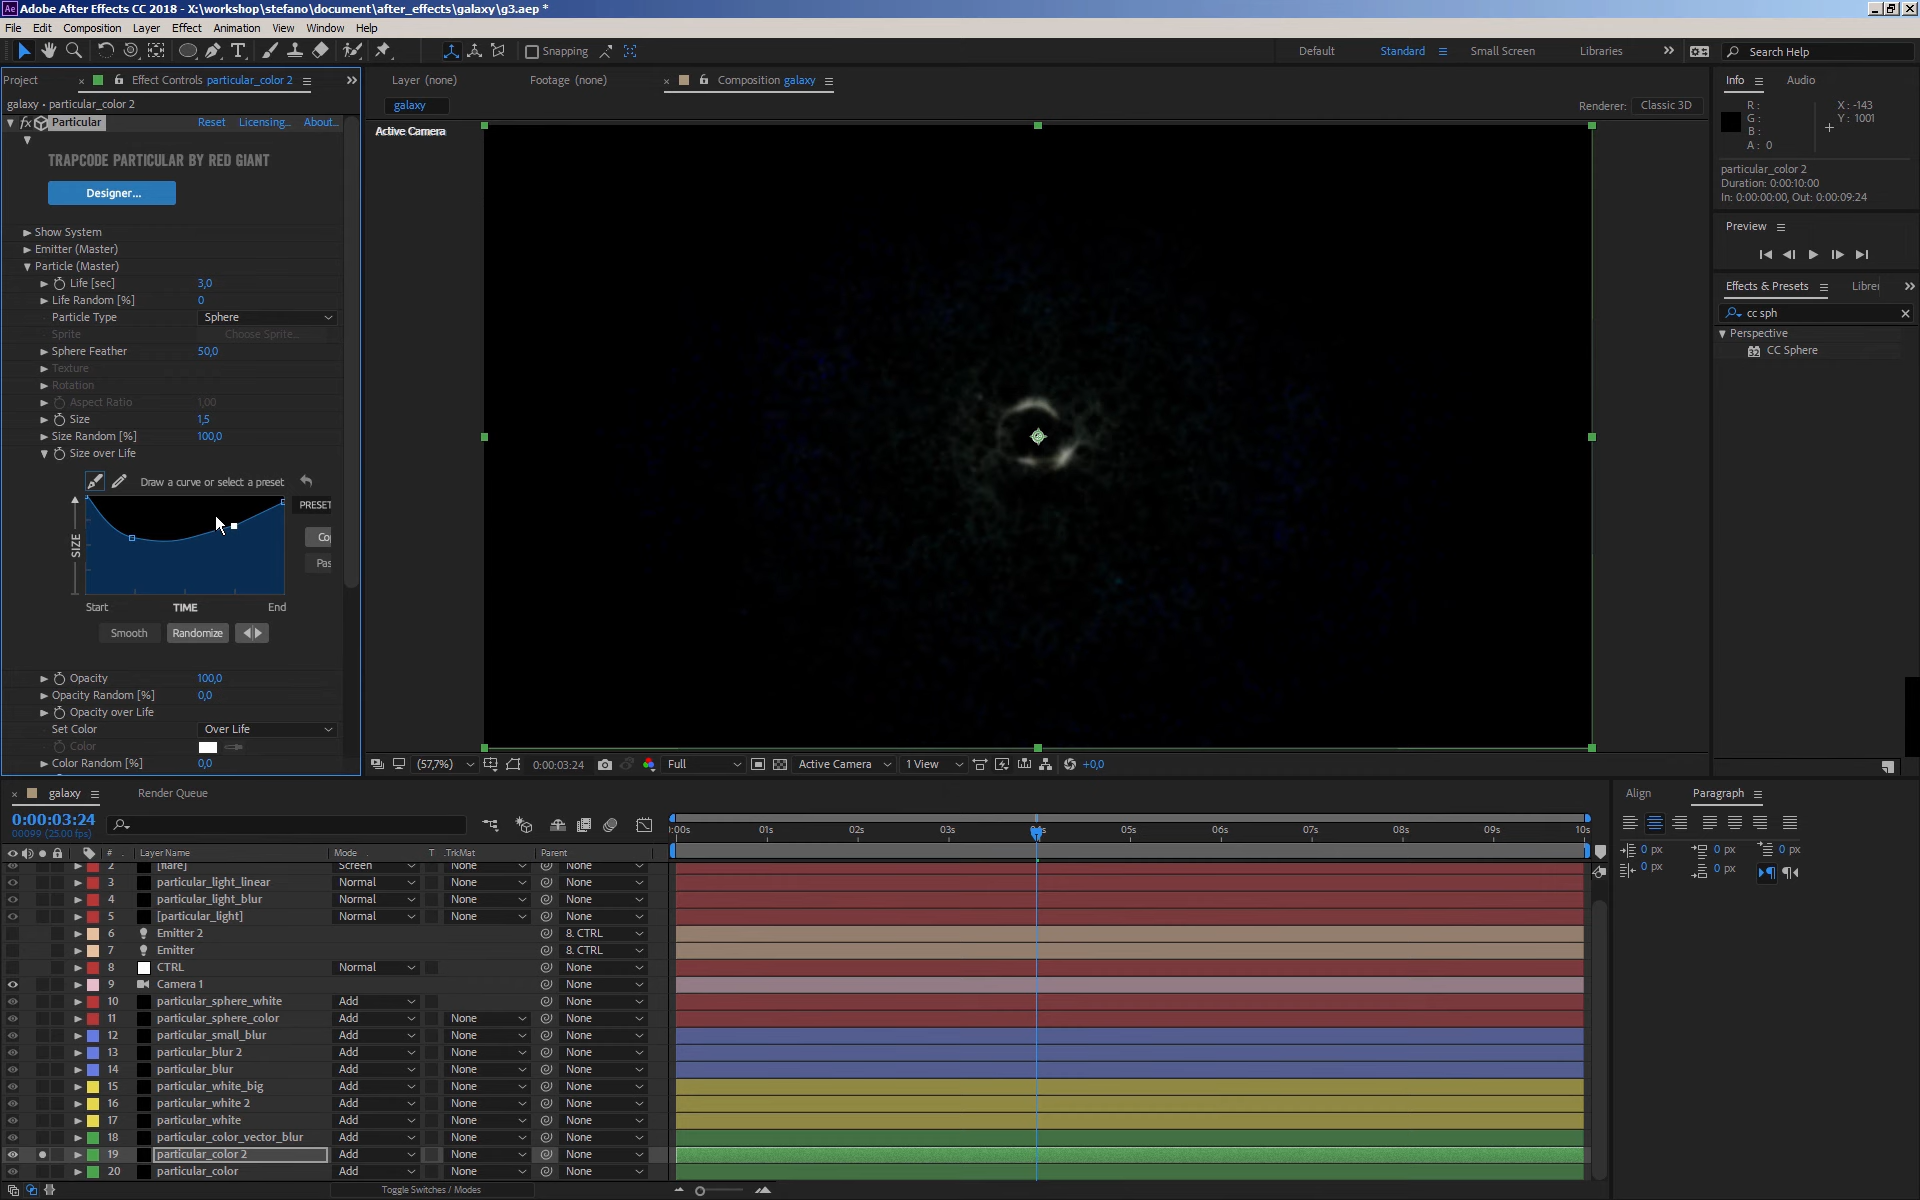 Adobe After Effects CC 2018 - X:\workshop\stefano\document\after_effects\galaxy\g3.aep *
File Edit Composition Layer Effect Animation View Window Help
Snapping
Default Standard Small Screen Libraries Search Help
Project Effect Controls particular_color 2
Layer (none) Footage (none) Composition galaxy
Info Audio
galaxy • particular_color 2
galaxy
Renderer: Classic 3D
fx Particular Reset Licensing... About...
Active Camera
R:
G:
B:
A: 0
X: -143
Y: 1001
TRAPCODE PARTICULAR BY RED GIANT
Designer...
particular_color 2
Duration: 0:00:10:00
In: 0:00:00:00, Out: 0:00:09:24
Preview
Show System
Emitter (Master)
Particle (Master)
Life [sec] 3,0
Life Random [%] 0
Particle Type Sphere
Sprite Choose Sprite...
Sphere Feather 50,0
Texture
Rotation
Aspect Ratio 1,00
Size 1,5
Size Random [%] 100,0
Size over Life
Draw a curve or select a preset
PRESET
SIZE
Co
Pas
Start TIME End
Smooth Randomize
Opacity 100,0
Opacity Random [%] 0,0
Opacity over Life
Set Color Over Life
Color
Color Random [%] 0,0
Effects & Presets Librer
cc sph
Perspective
32 CC Sphere
(57,7%) 0:00:03:24 Full Active Camera 1 View +0,0
galaxy Render Queue
Align Paragraph
0:00:03:24
00099 (25.00 fps)
:00s 01s 02s 03s 05s 06s 07s 08s 09s 10s
# Layer Name Mode T .TrkMat Parent
0 px 0 px 0 px
0 px 0 px
2 [flare] Screen None None
3 particular_light_linear Normal None None
4 particular_light_blur Normal None None
5 [particular_light] Normal None None
6 Emitter 2 8. CTRL
7 Emitter 8. CTRL
8 CTRL Normal None
9 Camera 1 None
10 particular_sphere_white Add None
11 particular_sphere_color Add None None
12 particular_small_blur Add None None
13 particular_blur 2 Add None None
14 particular_blur Add None None
15 particular_white_big Add None None
16 particular_white 2 Add None None
17 particular_white Add None None
18 particular_color_vector_blur Add None None
19 particular_color 2 Add None None
20 particular_color Add None None
Toggle Switches / Modes